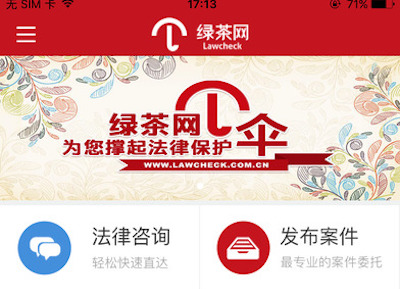 无 SIM 卡 17:13 71%
绿茶网
Lawcheck
绿茶网
伞
为您撑起法律保护
WWW.LAWCHECK.COM.CN
法律咨询 发布案件
轻松快速直达 最专业的案件委托